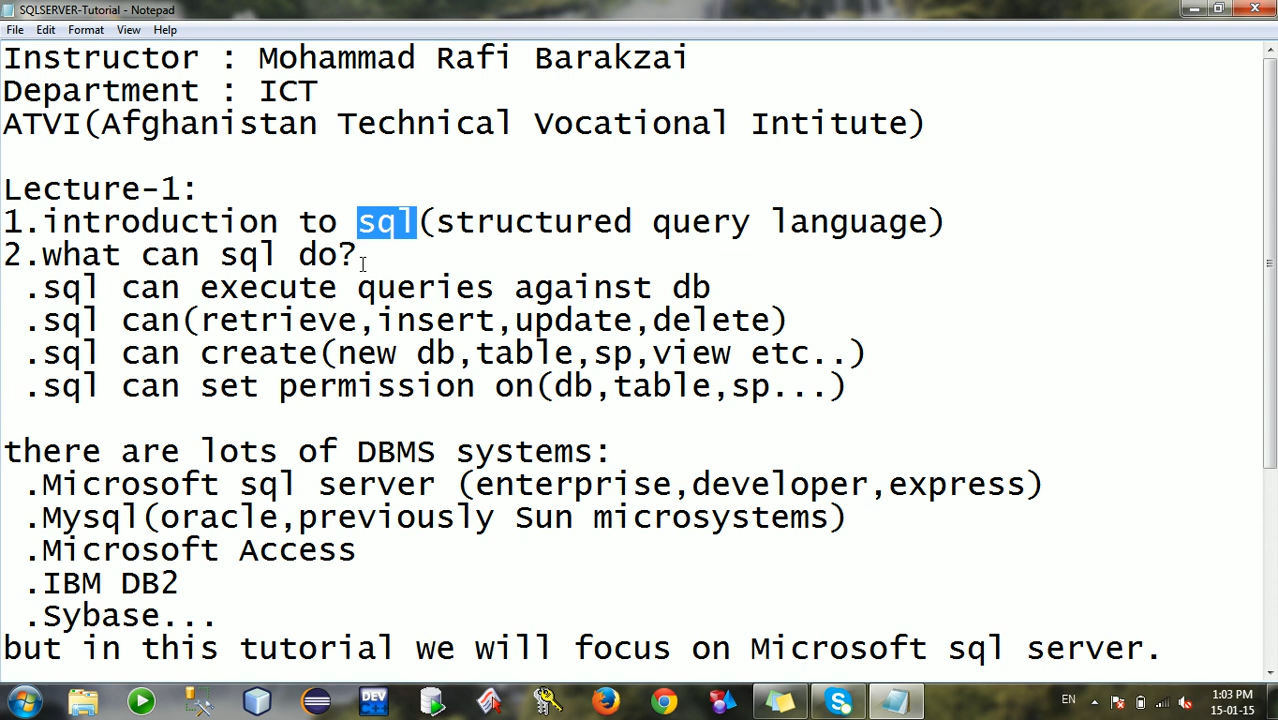 SQLSERVER-Tutorial - Notepad
File Edit Format View Help
Instructor : Mohammad Rafi Barakzai
Department : ICT
ATVI(Afghanistan Technical Vocational Intitute)
Lecture-1:
1.introduction to sql(structured query language)
2.what can sql do?
.sql can execute queries against db
.sql can(retrieve,insert,update,delete)
.sql can create(new db,table,sp,view etc..)
.sql can set permission on(db,table,sp...)
there are lots of DBMS systems:
.Microsoft sql server (enterprise,developer,express)
.Mysql(oracle,previously Sun microsystems)
.Microsoft Access
.IBM DB2
.Sybase...
but in this tutorial we will focus on Microsoft sql server.
DEV
EN
1:03 PM
15-01-15